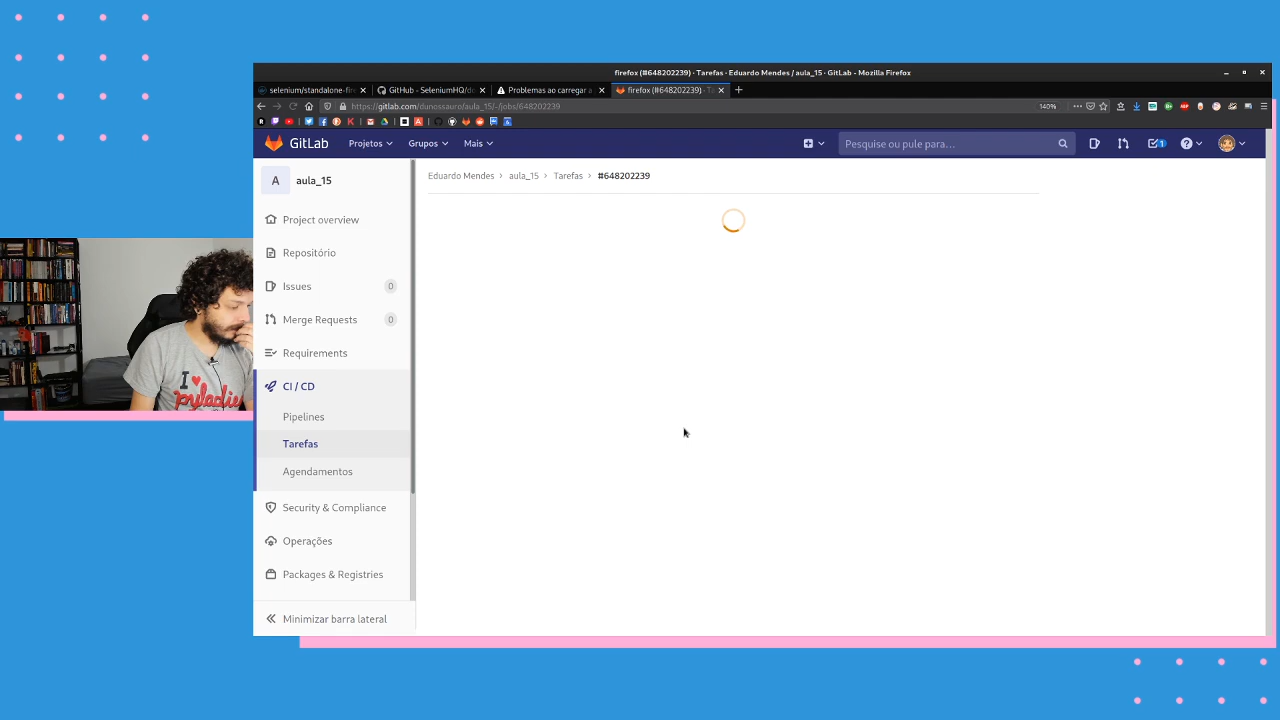 firefox (#648202239) · Tarefas · Eduardo Mendes / aula_15 · GitLab - Mozilla Firefox
selenium/standalone-fir
GitHub - SeleniumHQ/do
Problemas ao carregar a
firefox (#648202239) · Ta
https://gitlab.com/dunossauro/aula_15/-/jobs/648202239
140%
GitLab
Projetos
Grupos
Mais
Pesquise ou pule para...
1
A
aula_15
Eduardo Mendes > aula_15 > Tarefas > #648202239
Project overview
Repositório
Issues 0
Merge Requests 0
Requirements
CI / CD
Pipelines
Tarefas
Agendamentos
Security & Compliance
Operações
Packages & Registries
Minimizar barra lateral
I ♥
pyladie